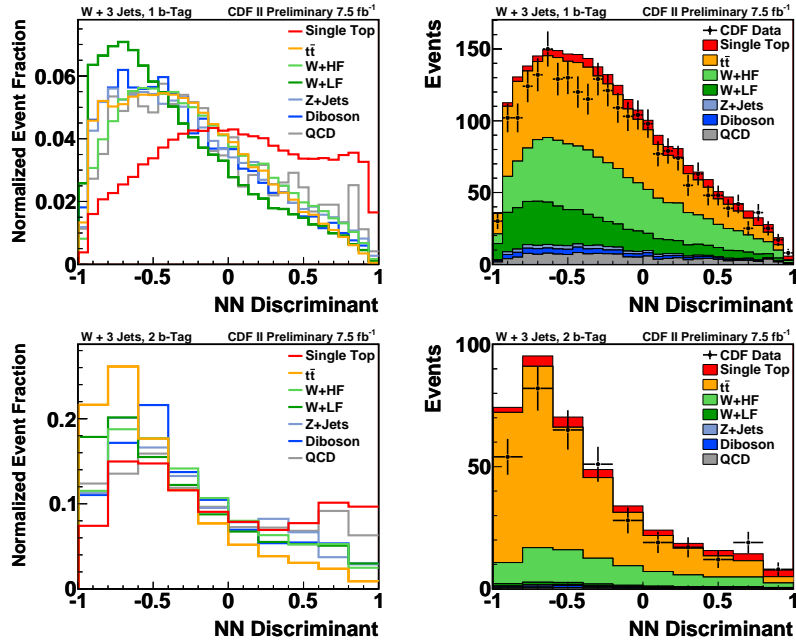 W + 3 Jets, 1 b-Tag CDF II Preliminary 7.5 fb⁻¹
Normalized Event Fraction
0.06
0.04
0.02
0
Single Top
tt̄
W+HF
W+LF
Z+Jets
Diboson
QCD
-1 -0.5 0 0.5 1
NN Discriminant
W + 3 Jets, 1 b-Tag CDF II Preliminary 7.5 fb⁻¹
Events
150
100
50
0
CDF Data
Single Top
tt̄
W+HF
W+LF
Z+Jets
Diboson
QCD
-1 -0.5 0 0.5 1
NN Discriminant
W + 3 Jets, 2 b-Tag CDF II Preliminary 7.5 fb⁻¹
Normalized Event Fraction
0.2
0.1
0
Single Top
tt̄
W+HF
W+LF
Z+Jets
Diboson
QCD
-1 -0.5 0 0.5 1
NN Discriminant
W + 3 Jets, 2 b-Tag CDF II Preliminary 7.5 fb⁻¹
Events
100
50
0
CDF Data
Single Top
tt̄
W+HF
W+LF
Z+Jets
Diboson
QCD
-1 -0.5 0 0.5 1
NN Discriminant